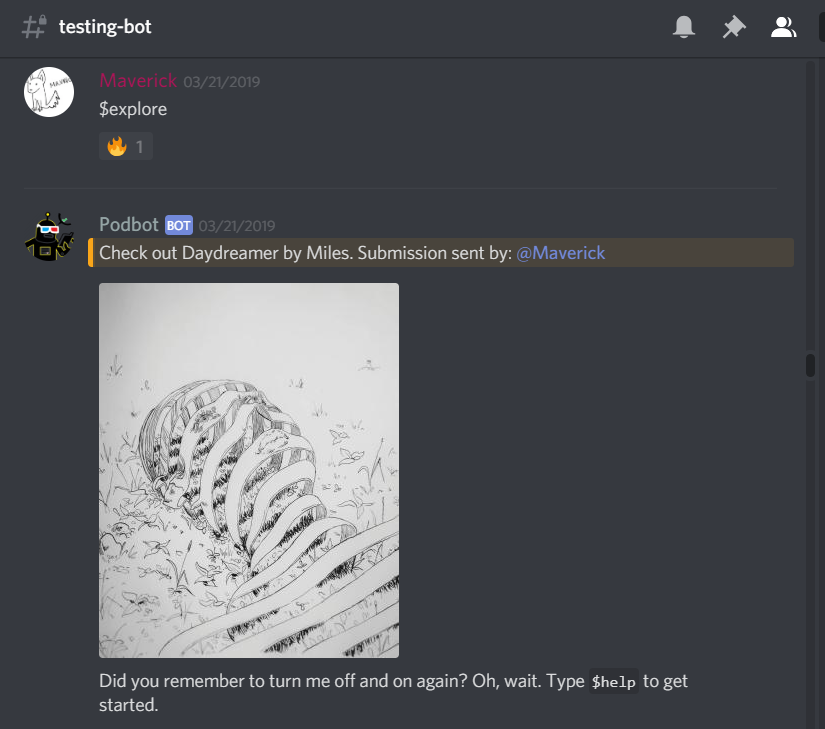 testing-bot
Maverick 03/21/2019
$explore
🔥 1
Podbot BOT 03/21/2019
Check out Daydreamer by Miles. Submission sent by: @Maverick
Did you remember to turn me off and on again? Oh, wait. Type $help to get
started.